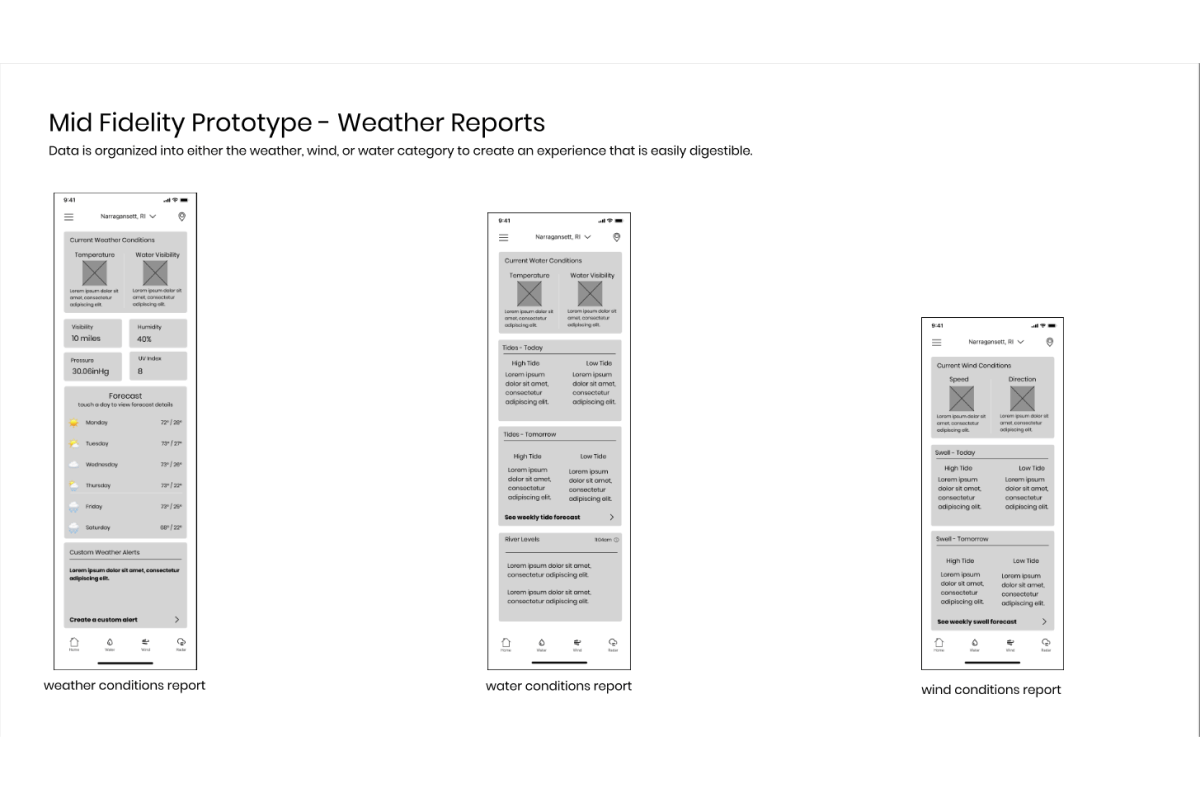 Mid Fidelity Prototype - Weather Reports
Data is organized into either the weather, wind, or water category to create an experience that is easily digestible.
9:41
Narragansett, RI
Current Weather Conditions
Temperature Water Visibility
Lorem ipsum dolor sit Lorem ipsum dolor sit
amet, consectetur amet, consectetur
adipiscing elit. adipiscing elit.
Visibility Humidity
10 miles 40%
Pressure UV Index
30.06inHg 8
Forecast
touch a day to view forecast details
Monday
Tuesday
Wednesday
Thursday
Friday
Saturday
Custom Weather Alerts
Lorem ipsum dolor sit amet, consectetur
adipiscing elit.
Create a custom alert
Home Water Wind Radar
weather conditions report
9:41
Narragansett, RI
Current Water Conditions
Temperature Water Visibility
Lorem ipsum dolor sit Lorem ipsum dolor sit
amet, consectetur amet, consectetur
adipiscing elit. adipiscing elit.
Tides - Today
High Tide Low Tide
Lorem ipsum Lorem ipsum
dolor sit amet, dolor sit amet,
consectetur consectetur
adipiscing elit. adipiscing elit.
Tides - Tomorrow
High Tide Low Tide
Lorem ipsum Lorem ipsum
dolor sit amet, dolor sit amet,
consectetur consectetur
adipiscing elit. adipiscing elit.
See weekly tide forecast
River Levels
Lorem ipsum dolor sit amet,
consectetur adipiscing elit.
Lorem ipsum dolor sit amet,
consectetur adipiscing elit.
Home Water Wind Radar
water conditions report
9:41
Narragansett, RI
Current Wind Conditions
Speed Direction
Lorem ipsum dolor sit Lorem ipsum dolor sit
amet, consectetur amet, consectetur
adipiscing elit. adipiscing elit.
Swell - Today
High Tide Low Tide
Lorem ipsum Lorem ipsum
dolor sit amet, dolor sit amet,
consectetur consectetur
adipiscing elit. adipiscing elit.
Swell - Tomorrow
High Tide Low Tide
Lorem ipsum Lorem ipsum
dolor sit amet, dolor sit amet,
consectetur consectetur
adipiscing elit. adipiscing elit.
See weekly swell forecast
Home Water Wind Radar
wind conditions report